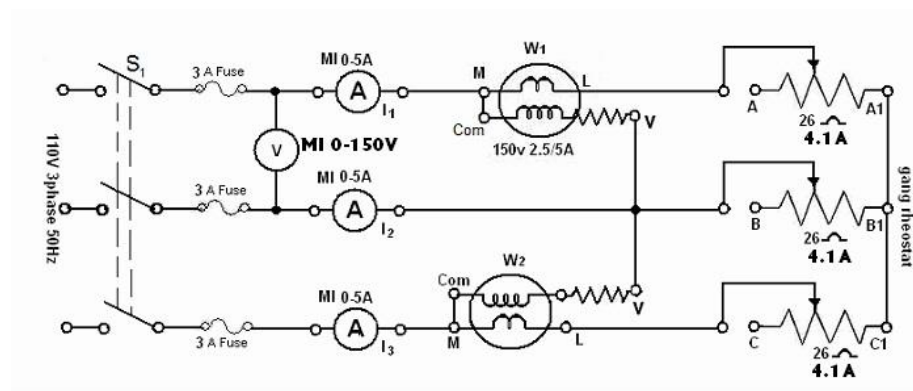 S1
3 A Fuse
MI 0-5A
A
I1
M
W1
L
Com
V
150v 2.5/5A
A
A1
26
4.1A
110V 3phase 50Hz
V
MI 0-150V
gang rheostat
3 A Fuse
MI 0-5A
A
I2
B
B1
26
4.1A
W2
Com
V
3 A Fuse
MI 0-5A
A
I3
M
L
C
C1
26
4.1A